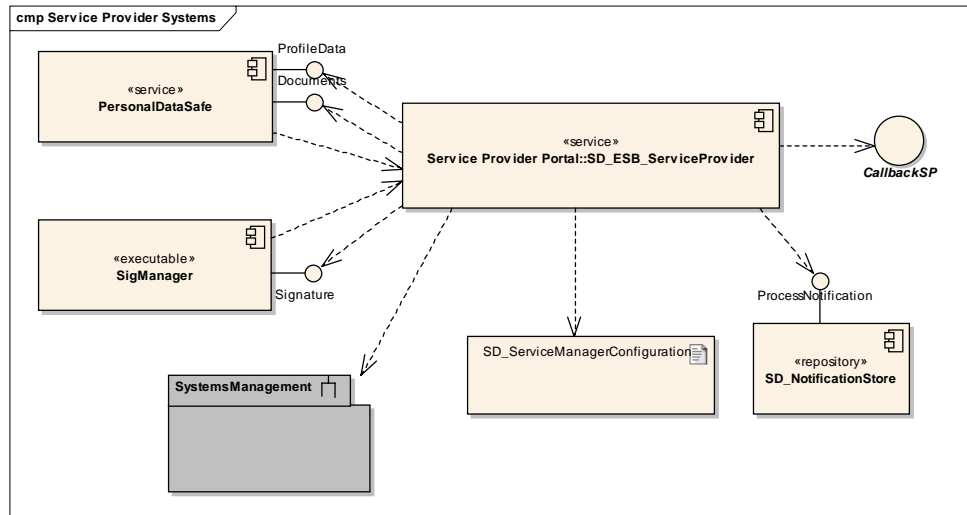 cmp Service Provider Systems
ProfileData
Documents
«service»
PersonalDataSafe
«service»
Service Provider Portal::SD_ESB_ServiceProvider
CallbackSP
«executable»
SigManager
Signature
ProcessNotification
SD_ServiceManagerConfiguration
«repository»
SD_NotificationStore
SystemsManagement